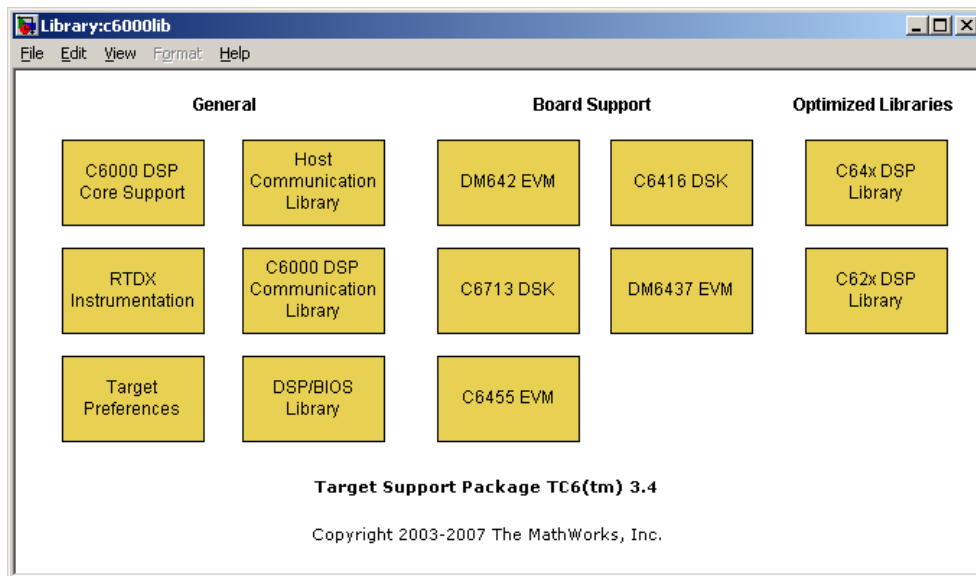 Library:c6000lib
File Edit View Format Help
General
Board Support
Optimized Libraries
C6000 DSP
Core Support
Host
Communication
Library
DM642 EVM
C6416 DSK
C64x DSP
Library
RTDX
Instrumentation
C6000 DSP
Communication
Library
C6713 DSK
DM6437 EVM
C62x DSP
Library
Target
Preferences
DSP/BIOS
Library
C6455 EVM
Target Support Package TC6(tm) 3.4
Copyright 2003-2007 The MathWorks, Inc.